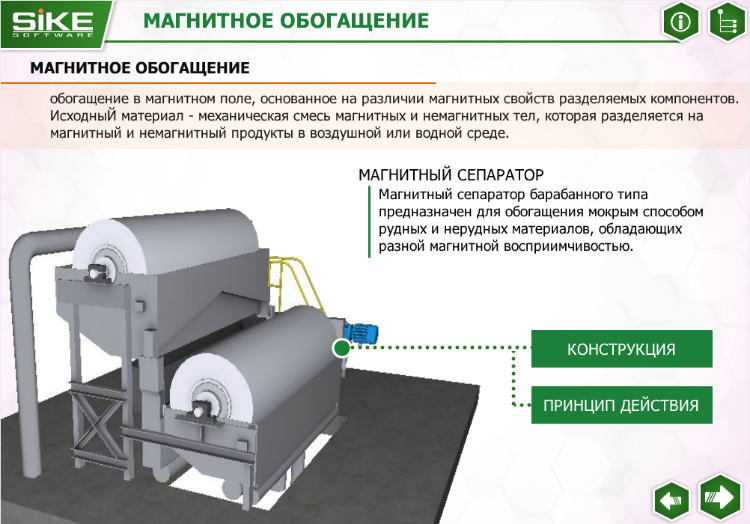 SIKE
SOFTWARE
МАГНИТНОЕ ОБОГАЩЕНИЕ
МАГНИТНОЕ ОБОГАЩЕНИЕ
обогащение в магнитном поле, основанное на различии магнитных свойств разделяемых компонентов.
ИсходныЙ материал - механическая смесь магнитных и немагнитных тел, которая разделяется на
магнитный и немагнитный продукты в воздушной или водной среде.
МАГНИТНЫЙ СЕПАРАТОР
Магнитный сепаратор барабанного типа
предназначен для обогащения мокрым способом
рудных и нерудных материалов, обладающих
разной магнитной восприимчивостью.
КОНСТРУКЦИЯ
ПРИНЦИП ДЕЙСТВИЯ